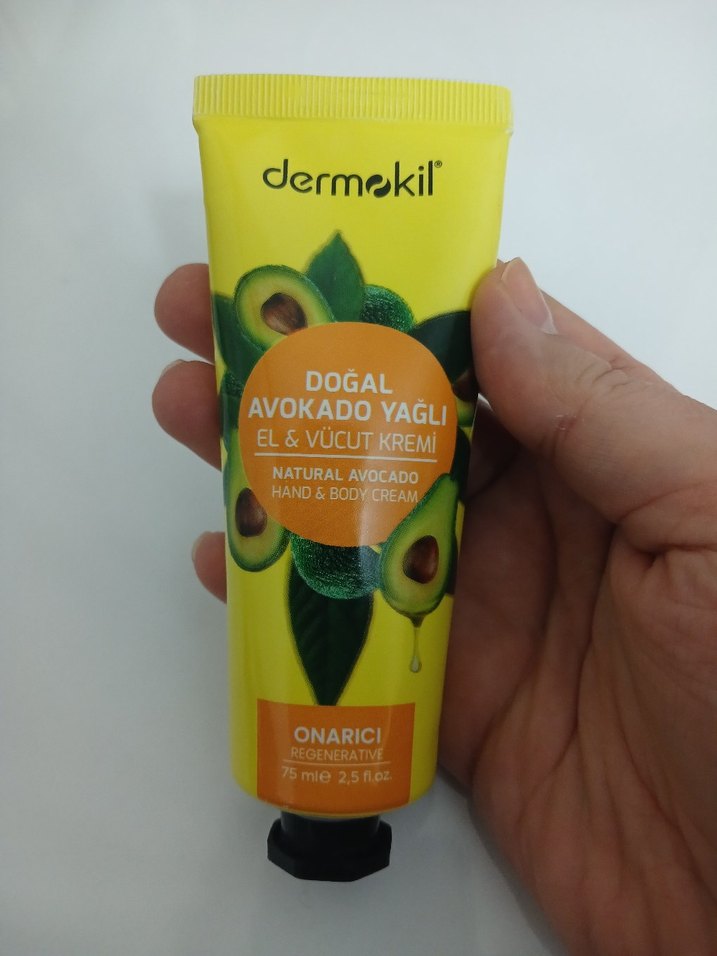 dermokil®
DOĞAL
AVOKADO YAĞLI
EL & VÜCUT KREMİ
NATURAL AVOCADO
HAND & BODY CREAM
ONARICI
REGENERATIVE
75 ml℮ 2,5 fl.oz.